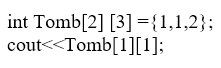 int Tomb[2] [3] ={1,1,2};
cout<<Tomb[1][1];